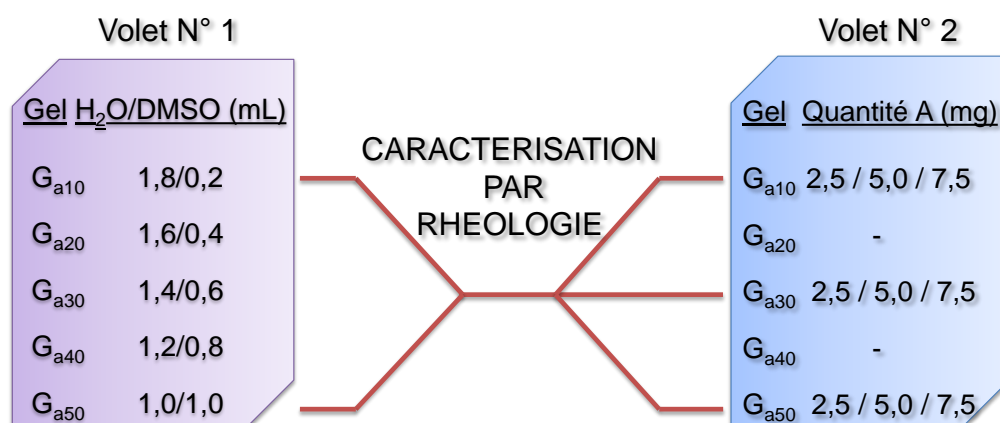 Volet N° 1
Gel H2O/DMSO (mL)
Ga10 1,8/0,2
Ga20 1,6/0,4
Ga30 1,4/0,6
Ga40 1,2/0,8
Ga50 1,0/1,0
CARACTERISATION
PAR
RHEOLOGIE
Volet N° 2
Gel Quantité A (mg)
Ga10 2,5 / 5,0 / 7,5
Ga20 -
Ga30 2,5 / 5,0 / 7,5
Ga40 -
Ga50 2,5 / 5,0 / 7,5